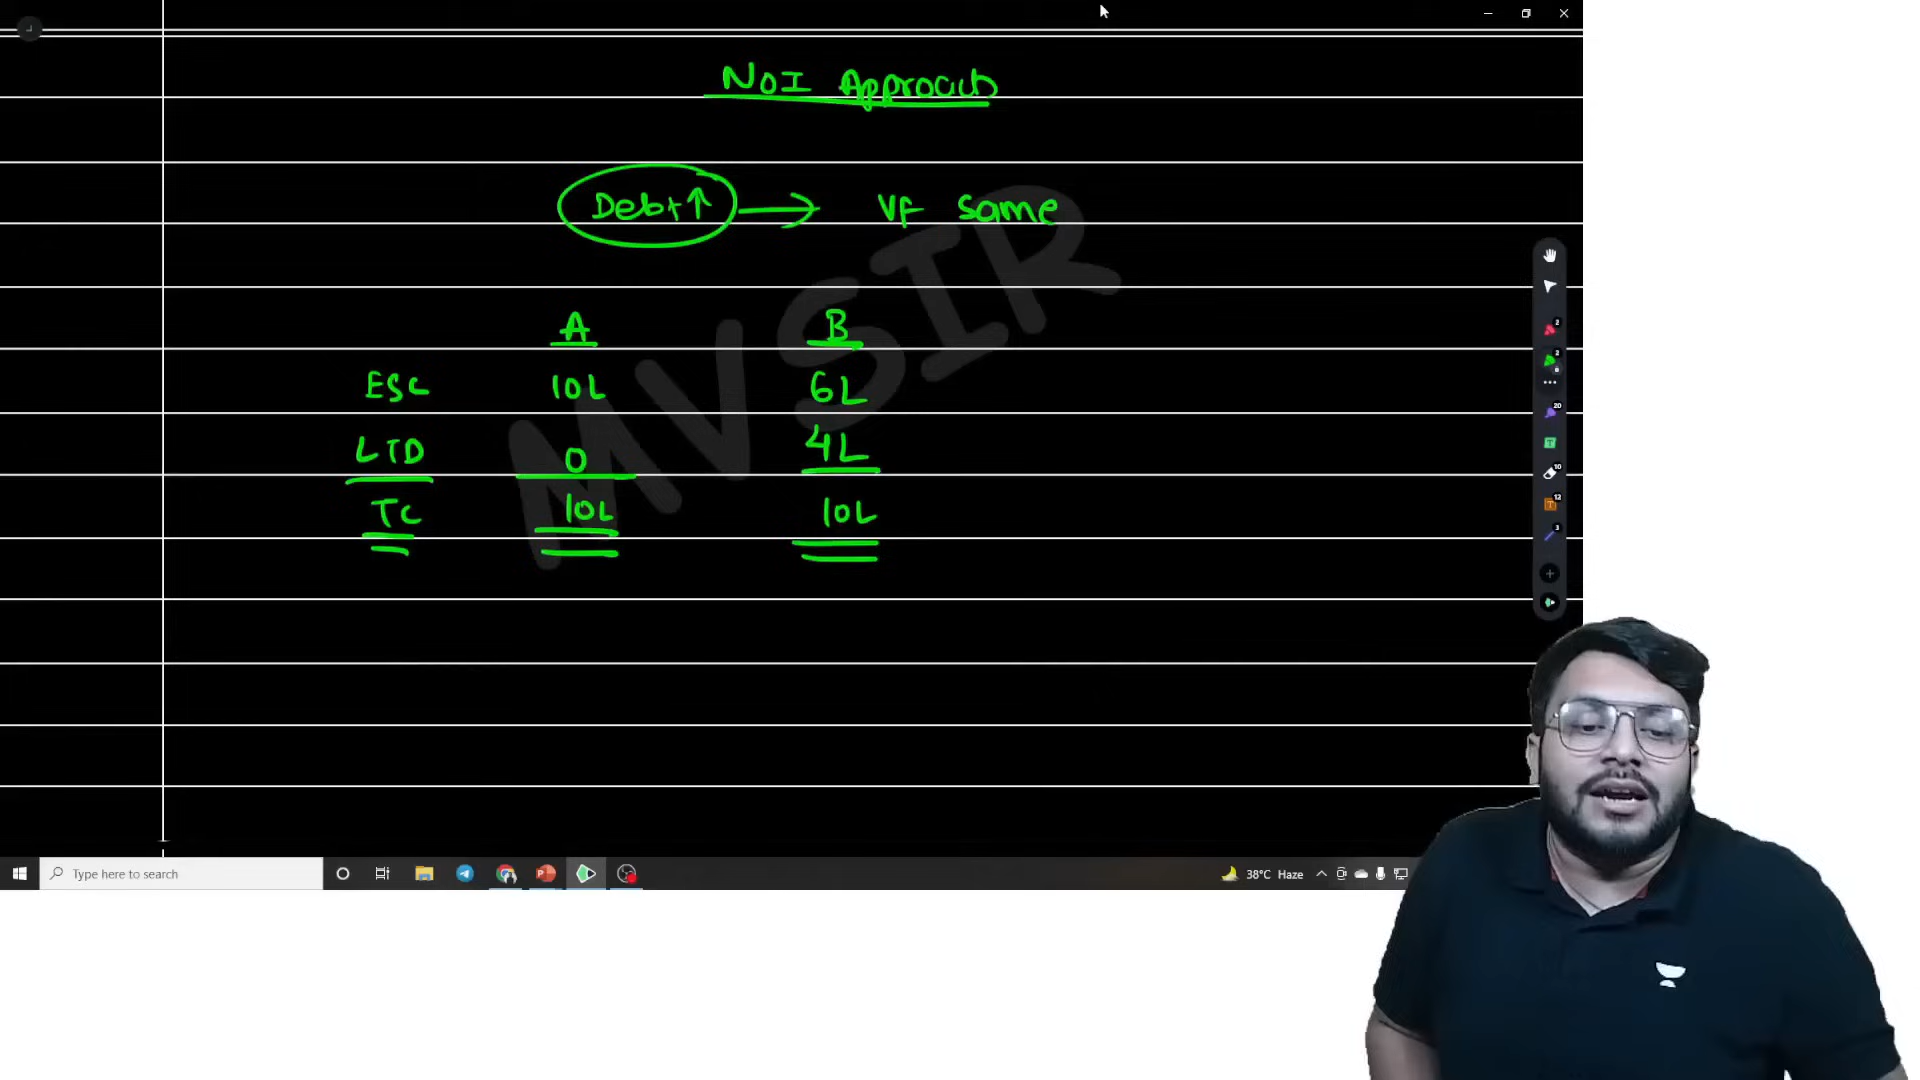 NOI Approach
Debt↑ → VF Same
A B
ESC 10L 6L
LTD 0 4L
TC 10L 10L
MVSIR
Type here to search
38°C Haze